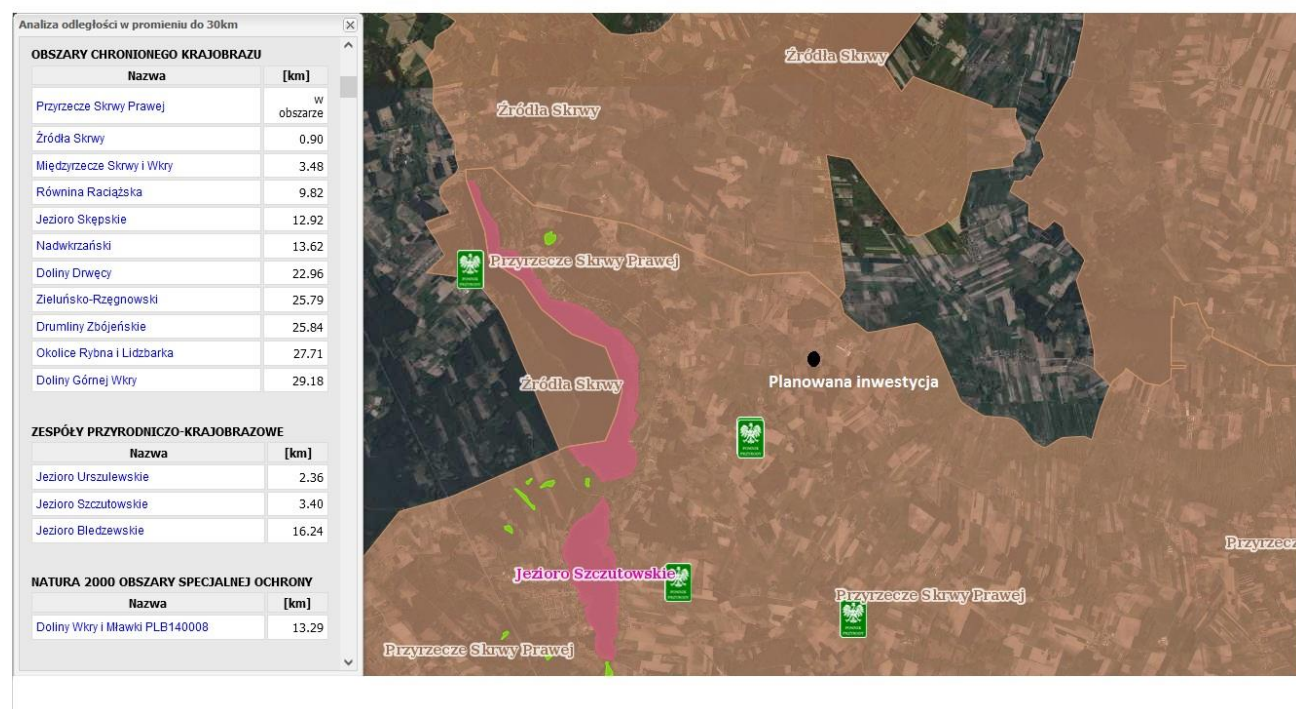 Analiza odległości w promieniu do 30km
OBSZARY CHRONIONEGO KRAJOBRAZU
Nazwa [km]
Przyrzecze Skrwy Prawej w obszarze
Źródła Skrwy 0.90
Międzyrzecze Skrwy i Wkry 3.48
Równina Raciąska 9.82
Jezioro Skępskie 12.92
Nadwkrzański 13.62
Doliny Drwęcy 22.96
Zieluńsko-Rzęgnowski 25.79
Drumliny Zbójeńskie 25.84
Okolice Rybna i Lidzbarka 27.71
Doliny Górnej Wkry 29.18
ZESPÓŁY PRZYRODNICZO-KRAJOBRAZOWE
Nazwa [km]
Jezioro Urszulewskie 2.36
Jezioro Szczutowskie 3.40
Jezioro Bledzewskie 16.24
NATURA 2000 OBSZARY SPECJALNEJ OCHRONY
Nazwa [km]
Doliny Wkry i Mławki PLB140008 13.29
Źródła Skrwy
Źródła Skrwy
Przyrzecze Skrwy Prawej
Planowana inwestycja
Źródła Skrwy
Przyrzecz
Jezioro Szczutowskie
Przyrzecze Skrwy Prawej
Przyrzecze Skrwy Prawej